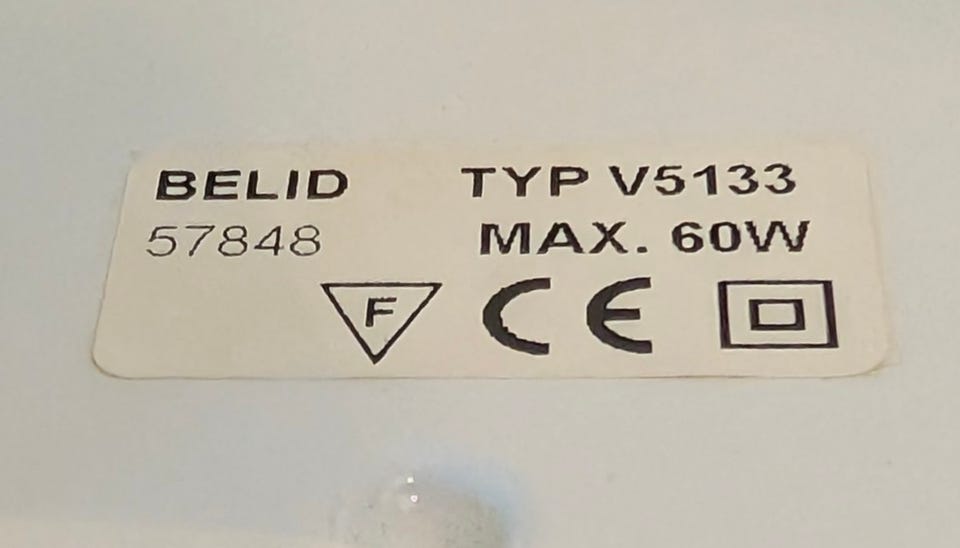 BELID TYP V5133
57848 MAX. 60W
F CE